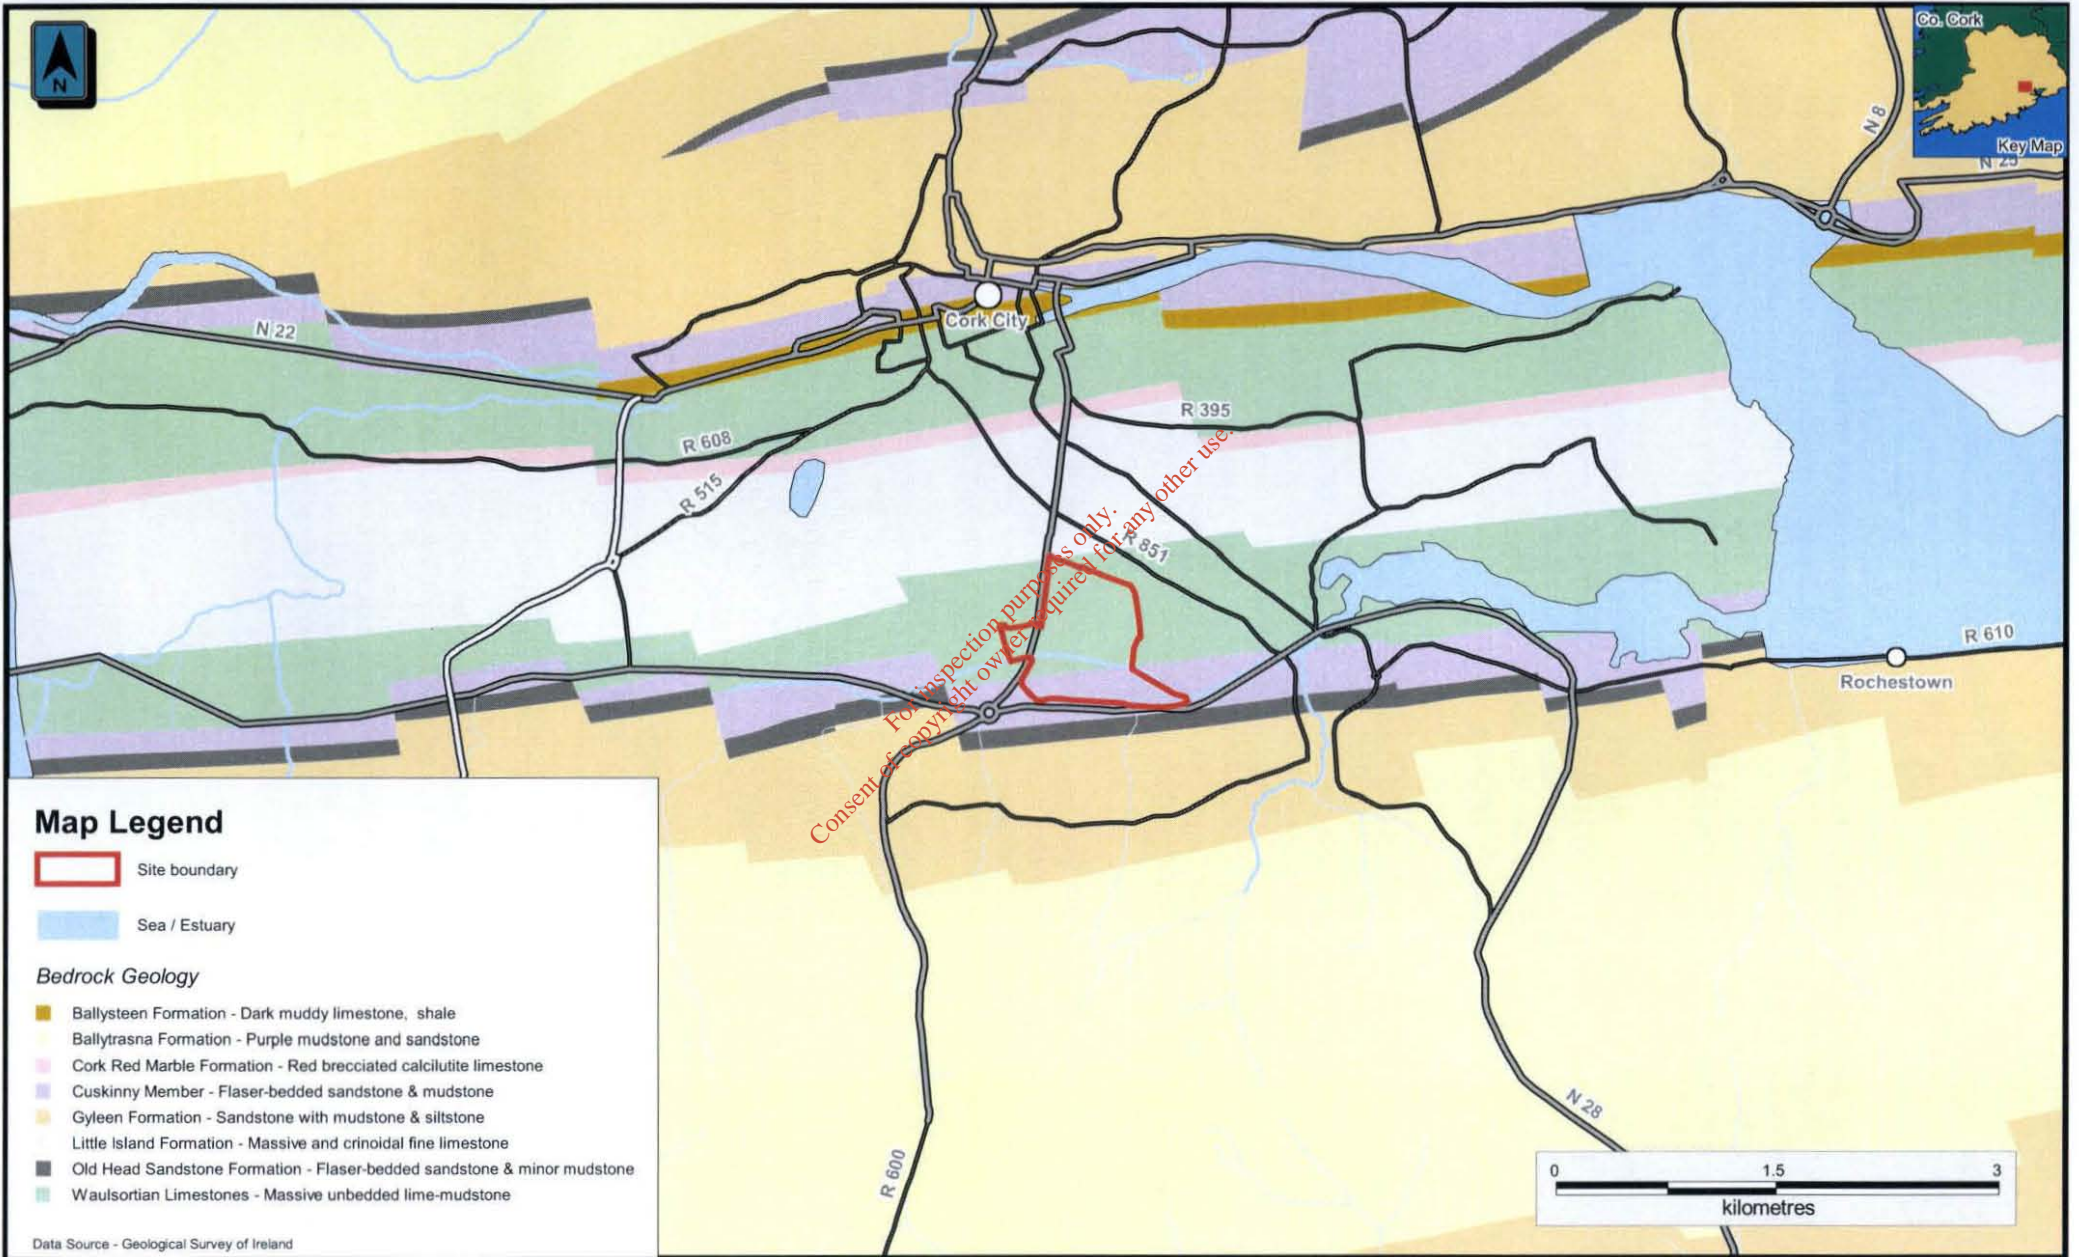 N
Co. Cork
Key Map
N 8
N 25
N 22
Cork City
R 608
R 395
R 515
R 851
R 610
Rochestown
For inspection purposes only.
Consent of copyright owner required for any other use.
N 28
R 600
Map Legend
Site boundary
Sea / Estuary
Bedrock Geology
Ballysteen Formation - Dark muddy limestone, shale
Ballytrasna Formation - Purple mudstone and sandstone
Cork Red Marble Formation - Red brecciated calcilutite limestone
Cuskinny Member - Flaser-bedded sandstone & mudstone
Gyleen Formation - Sandstone with mudstone & siltstone
Little Island Formation - Massive and crinoidal fine limestone
Old Head Sandstone Formation - Flaser-bedded sandstone & minor mudstone
Waulsortian Limestones - Massive unbedded lime-mudstone
Data Source - Geological Survey of Ireland
0 1.5 3
kilometres